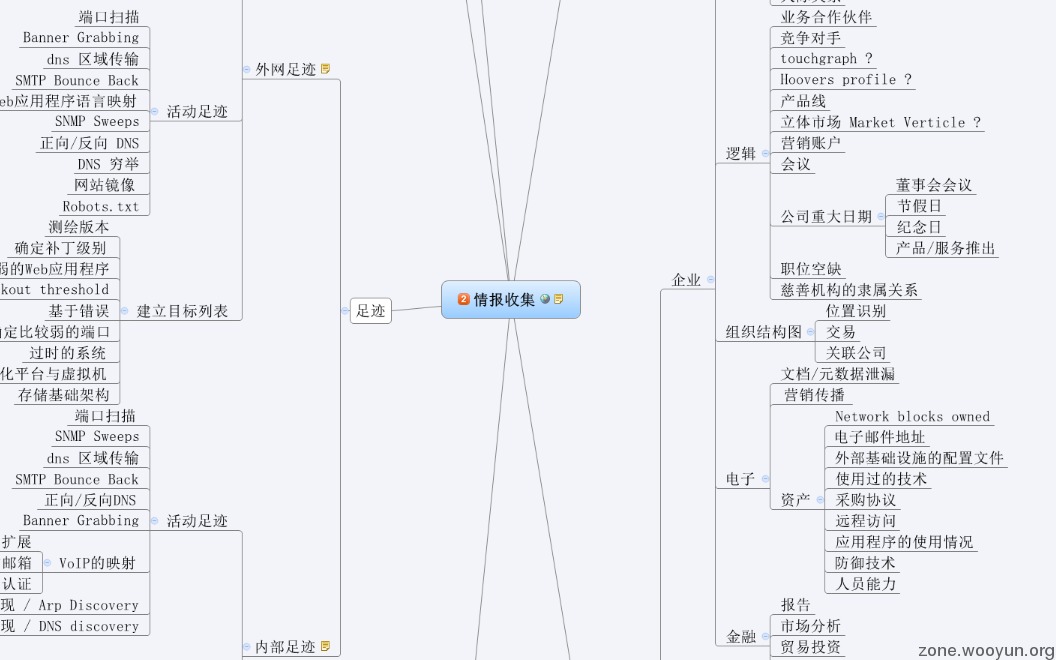 端口扫描
Banner Grabbing
dns 区域传输
SMTP Bounce Back
eb应用程序语言映射
SNMP Sweeps
正向/反向 DNS
DNS 穷举
网站镜像
Robots.txt
活动足迹
外网足迹
测绘版本
确定补丁级别
弱的Web应用程序
kout threshold
基于错误
定比较弱的端口
过时的系统
化平台与虚拟机
存储基础架构
建立目标列表
足迹
端口扫描
SNMP Sweeps
dns 区域传输
SMTP Bounce Back
正向/反向DNS
Banner Grabbing
扩展
邮箱
认证
VoIP的映射
现 / Arp Discovery
现 / DNS discovery
活动足迹
内部足迹
2 情报收集
企业
逻辑
业务合作伙伴
竞争对手
touchgraph ?
Hoovers profile ?
产品线
立体市场 Market Verticle ?
营销账户
会议
公司重大日期
董事会会议
节假日
纪念日
产品/服务推出
职位空缺
慈善机构的隶属关系
组织结构图
位置识别
交易
关联公司
电子
文档/元数据泄漏
营销传播
资产
Network blocks owned
电子邮件地址
外部基础设施的配置文件
使用过的技术
采购协议
远程访问
应用程序的使用情况
防御技术
人员能力
金融
报告
市场分析
贸易投资
zone.wooyun.org